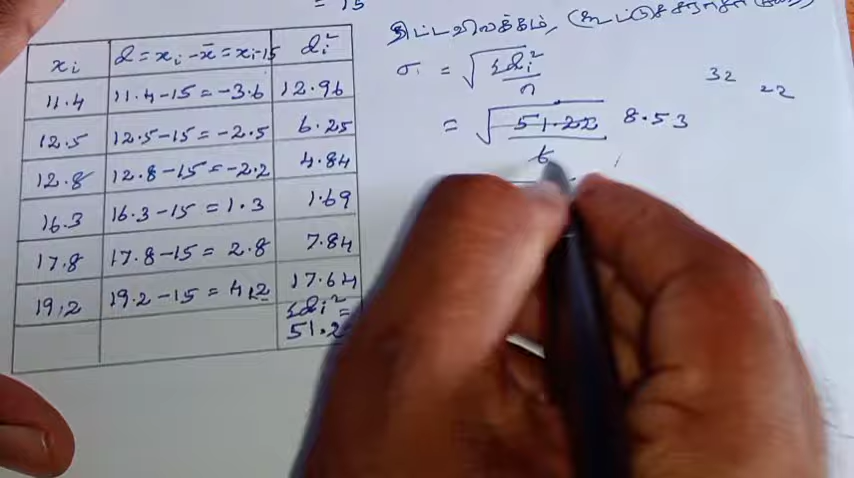 = 15
திட்டவிலக்கம்,
xi d = xi - x̄ = xi-15 di²
11.4 11.4-15 = -3.6 12.96
12.5 12.5-15 = -2.5 6.25
12.8 12.8-15 = -2.2 4.84
16.3 16.3-15 = 1.3 1.69
17.8 17.8-15 = 2.8 7.84
19.2 19.2-15 = 4.2 17.64
Σdi² =
51.2
σ = √Σdi²/n
= √51.22/6 8.53
32 22